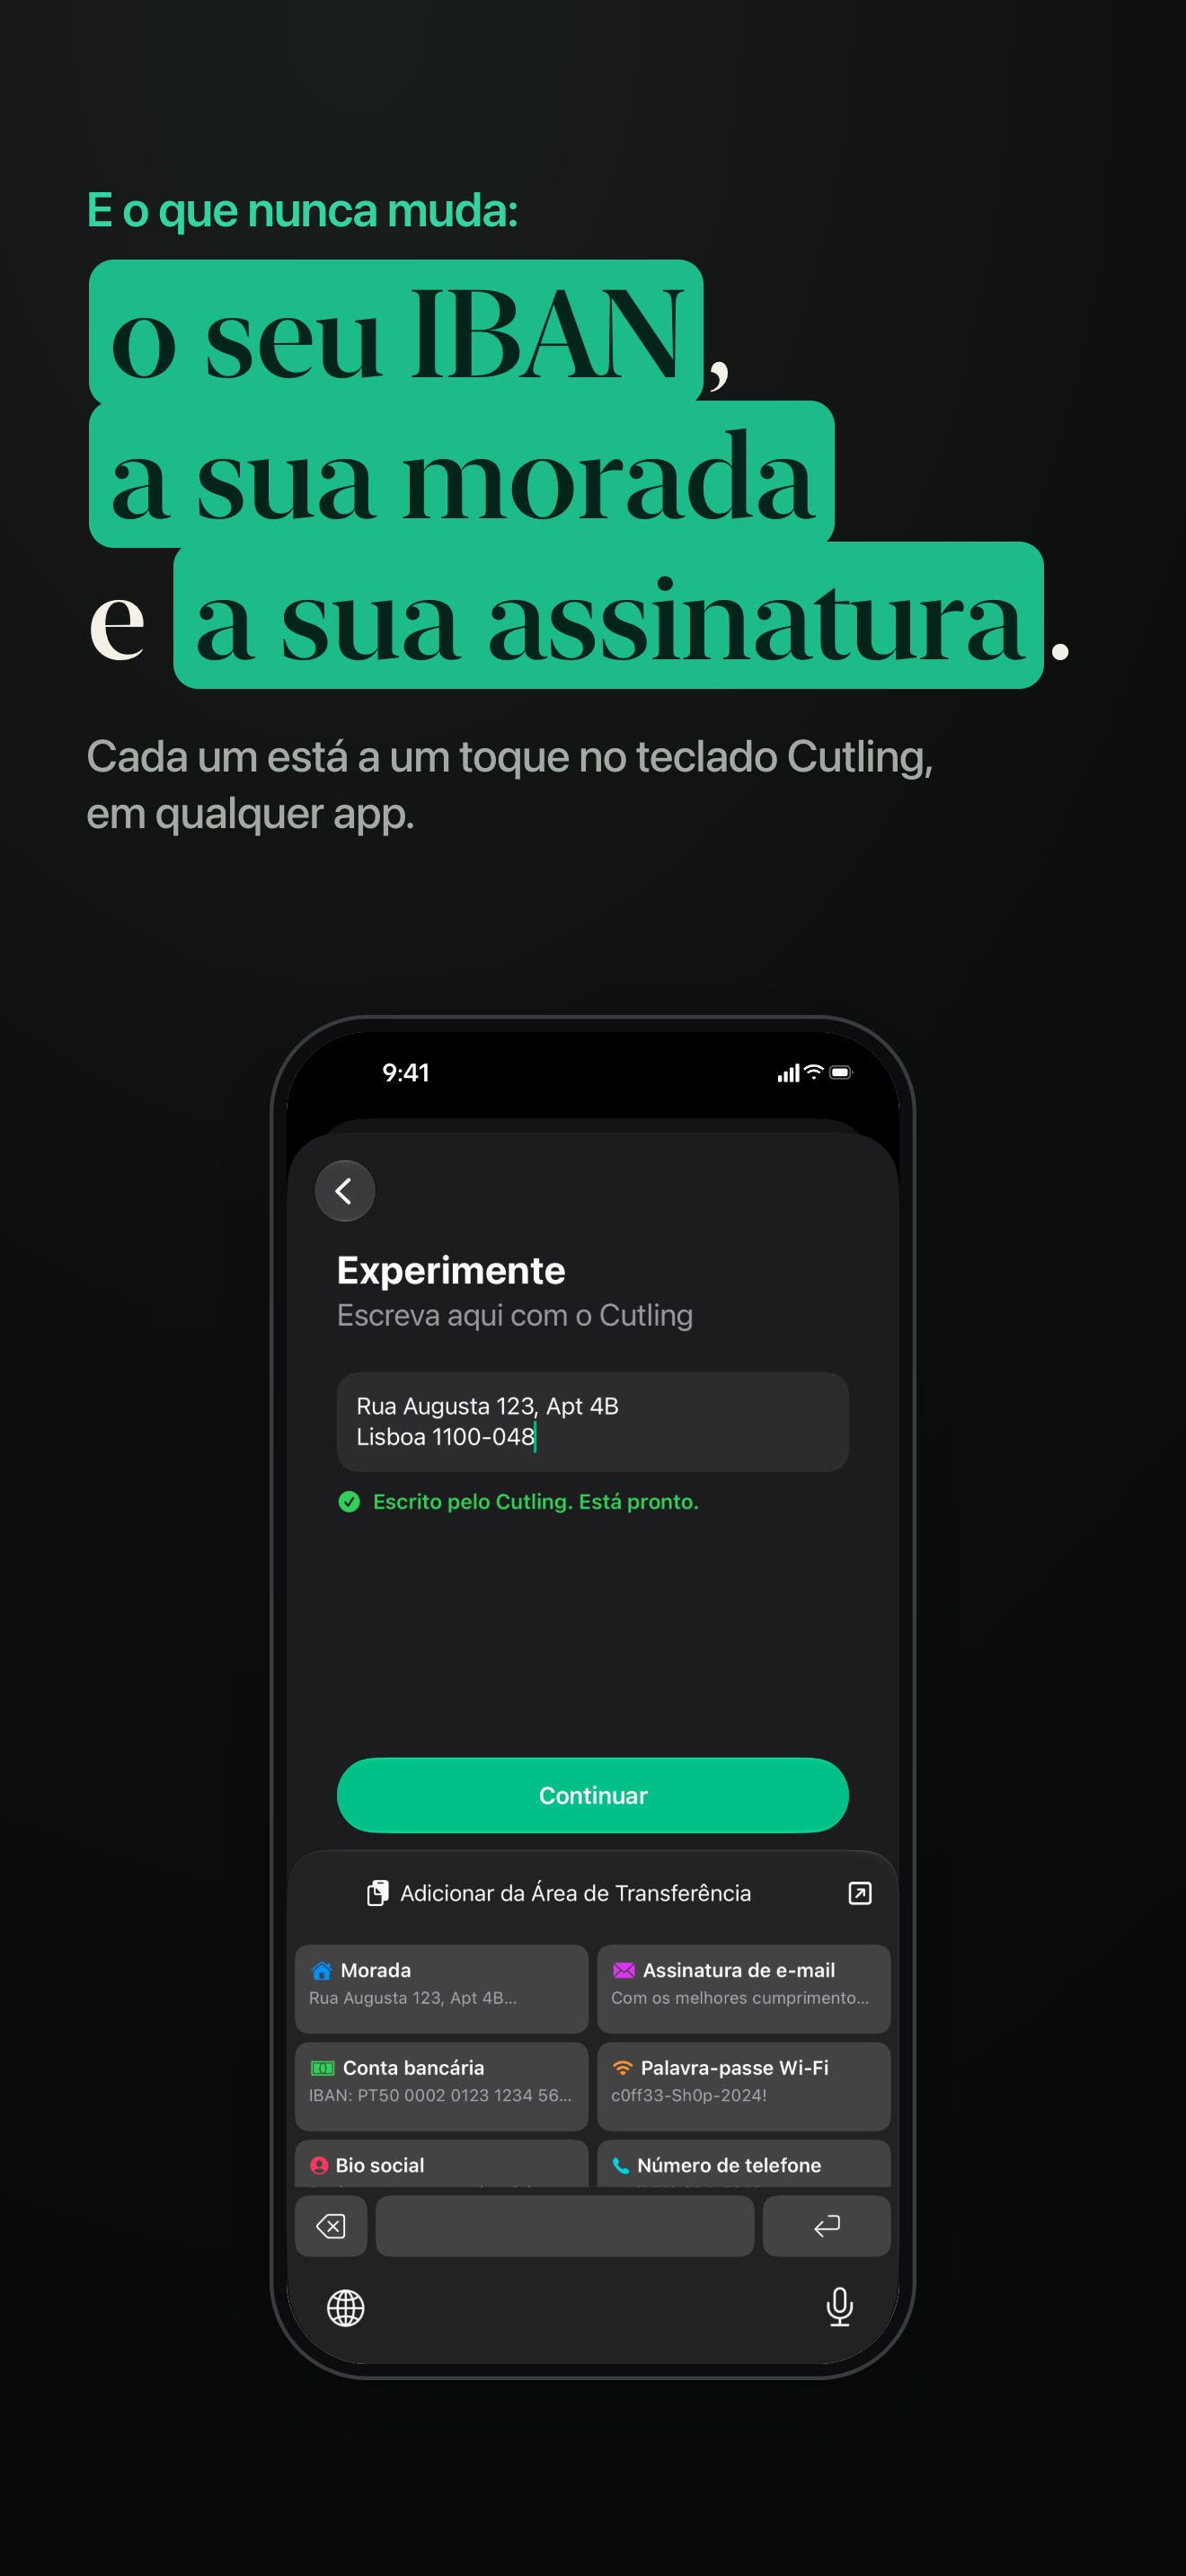 E o que nunca muda:
o seu IBAN,
a sua morada
e a sua assinatura.
Cada um está a um toque no teclado Cutling,
em qualquer app.
9:41
Experimente
Escreva aqui com o Cutling
Rua Augusta 123, Apt 4B
Lisboa 1100-048
Escrito pelo Cutling. Está pronto.
Continuar
Adicionar da Área de Transferência
Morada
Rua Augusta 123, Apt 4B...
Assinatura de e-mail
Com os melhores cumprimento...
Conta bancária
IBAN: PT50 0002 0123 1234 56...
Palavra-passe Wi-Fi
c0ff33-Sh0p-2024!
Bio social
Número de telefone